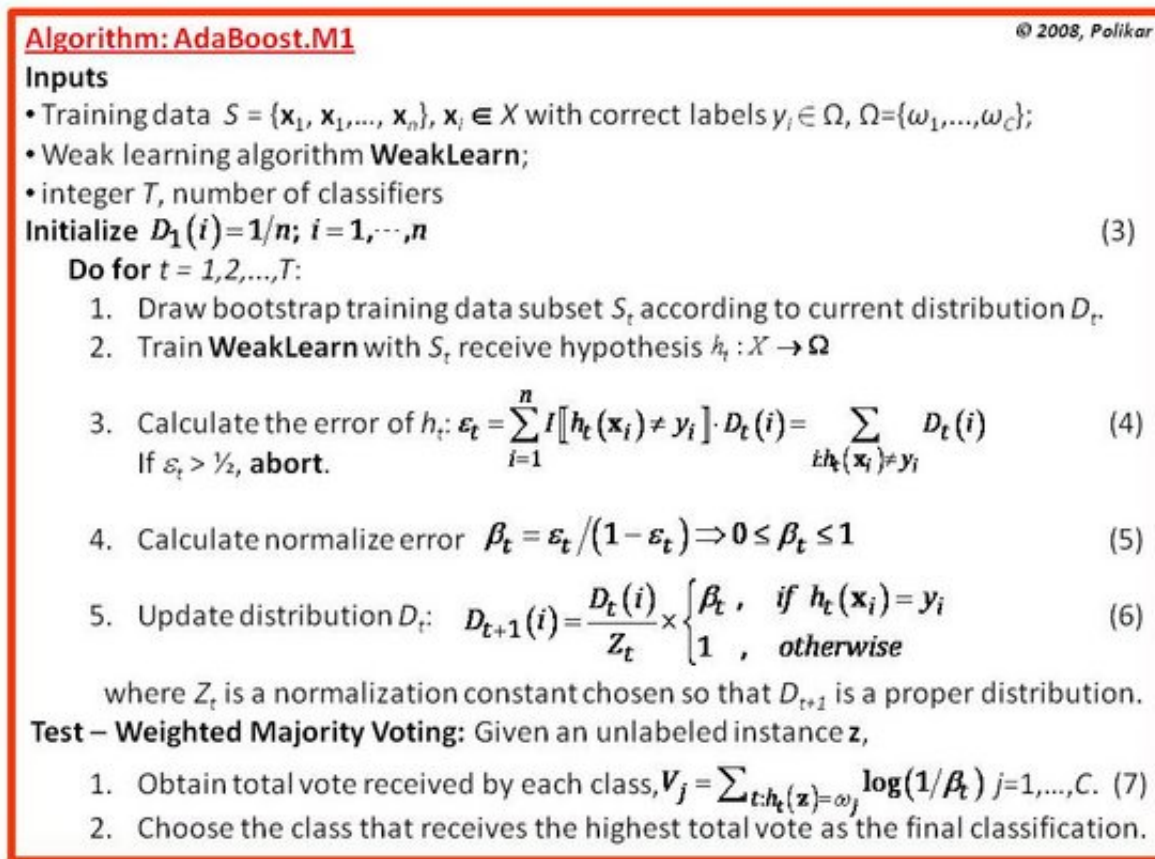 Algorithm: AdaBoost.M1
© 2008, Polikar
Inputs
• Training data S = {x₁, x₁,..., xₙ}, xᵢ ∈ X with correct labels yᵢ ∈ Ω, Ω={ω₁,...,ω_C};
• Weak learning algorithm WeakLearn;
• integer T, number of classifiers
Initialize D₁(i)=1/n; i=1,⋯,n (3)
Do for t = 1,2,...,T:
1. Draw bootstrap training data subset Sₜ according to current distribution Dₜ.
2. Train WeakLearn with Sₜ receive hypothesis hₜ : X → Ω
3. Calculate the error of hₜ: εₜ = ∑ᵢ₌₁ⁿ I⟦hₜ(xᵢ) ≠ yᵢ⟧· Dₜ(i) = ∑_{i:hₜ(xᵢ)≠yᵢ} Dₜ(i) (4)
If εₜ > ½, abort.
4. Calculate normalize error βₜ = εₜ/(1−εₜ) ⇒ 0 ≤ βₜ ≤ 1 (5)
5. Update distribution Dₜ: Dₜ₊₁(i) = Dₜ(i)/Zₜ × { βₜ , if hₜ(xᵢ) = yᵢ (6)
1 , otherwise
where Zₜ is a normalization constant chosen so that Dₜ₊₁ is a proper distribution.
Test – Weighted Majority Voting: Given an unlabeled instance z,
1. Obtain total vote received by each class, Vⱼ = ∑_{t:hₜ(z)=ωⱼ} log(1/βₜ) j=1,...,C. (7)
2. Choose the class that receives the highest total vote as the final classification.